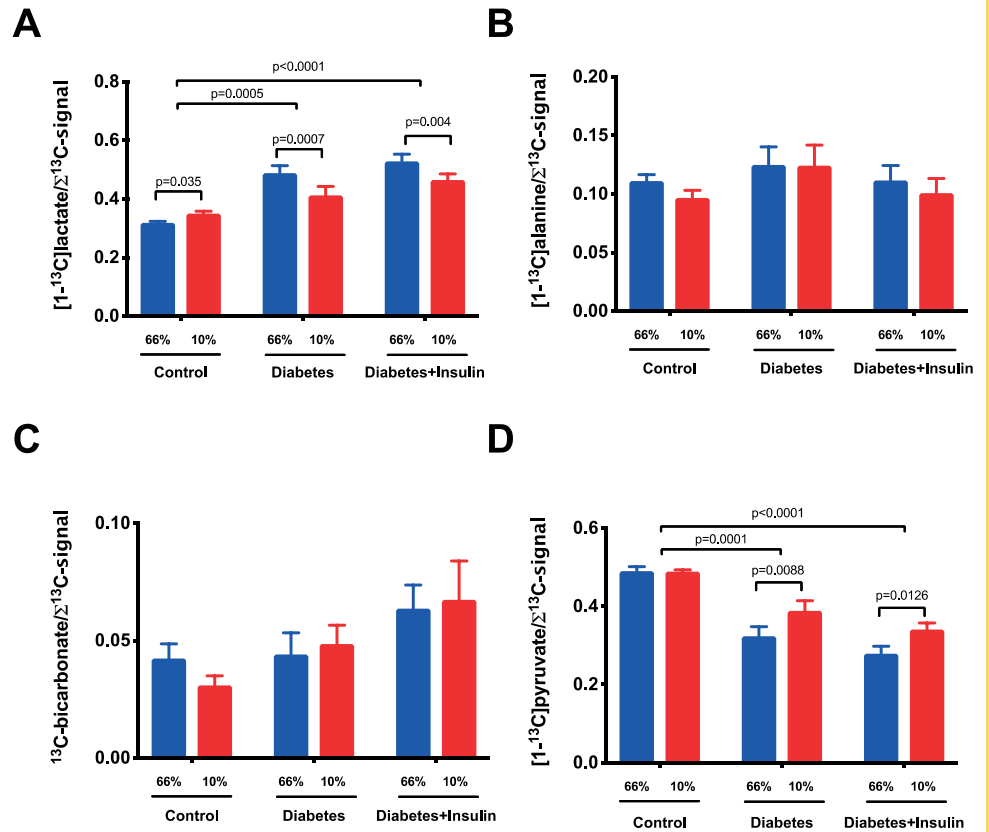 A
[1-¹³C]lactate/Σ¹³C-signal
0.8
0.6
0.4
0.2
0.0
p<0.0001
p=0.0005
p=0.0007
p=0.004
p=0.035
66% 10% 66% 10% 66% 10%
Control Diabetes Diabetes+Insulin
B
[1-¹³C]alanine/Σ¹³C-signal
0.20
0.15
0.10
0.05
0.00
66% 10% 66% 10% 66% 10%
Control Diabetes Diabetes+Insulin
C
¹³C-bicarbonate/Σ¹³C-signal
0.10
0.05
0.00
66% 10% 66% 10% 66% 10%
Control Diabetes Diabetes+Insulin
D
[1-¹³C]pyruvate/Σ¹³C-signal
0.6
0.4
0.2
0.0
p<0.0001
p=0.0001
p=0.0088
p=0.0126
66% 10% 66% 10% 66% 10%
Control Diabetes Diabetes+Insulin